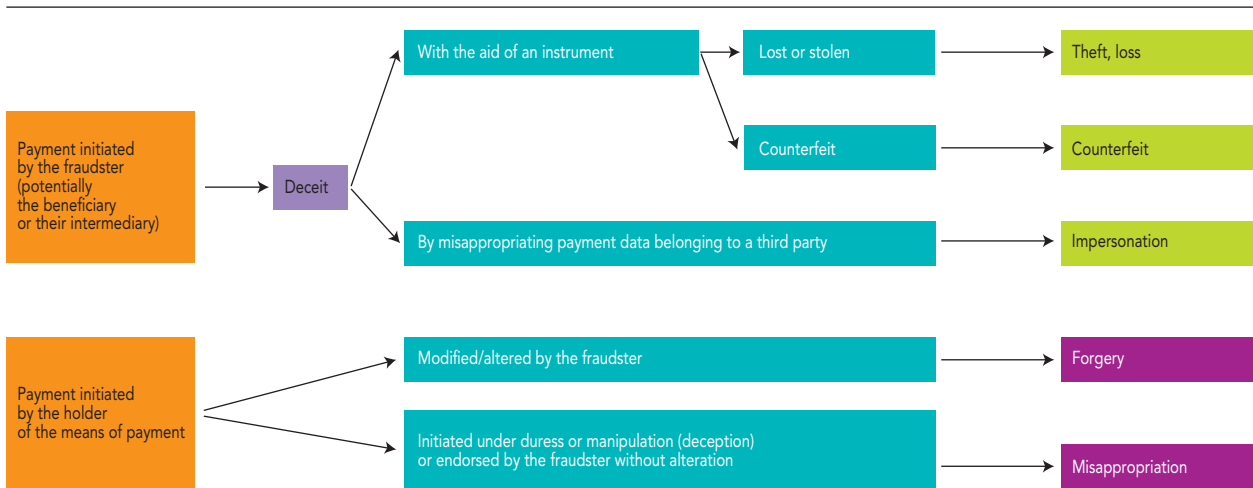 With the aid of an instrument
Lost or stolen
Theft, loss
Payment initiated
by the fraudster
(potentially
the beneficiary
or their intermediary)
Deceit
Counterfeit
Counterfeit
By misappropriating payment data belonging to a third party
Impersonation
Payment initiated
by the holder
of the means of payment
Modified/altered by the fraudster
Forgery
Initiated under duress or manipulation (deception)
or endorsed by the fraudster without alteration
Misappropriation